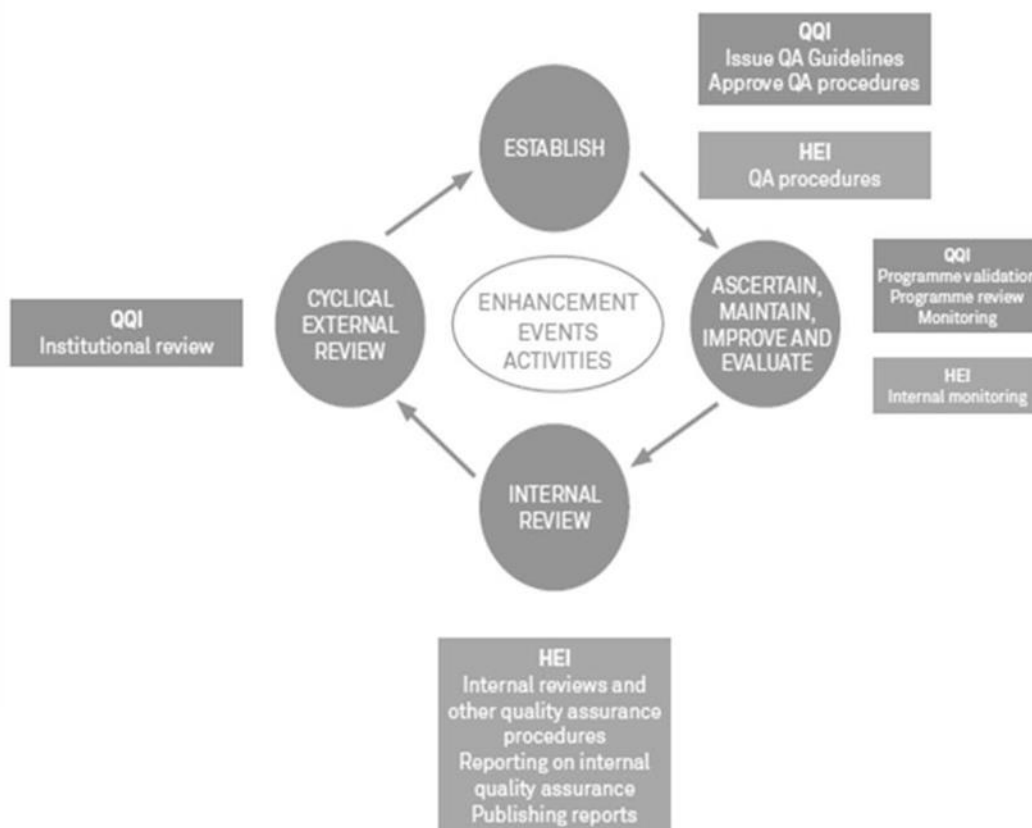 QQI
Issue QA Guidelines
Approve QA procedures
ESTABLISH
HEI
QA procedures
QQI
Programme validation
Programme review
Monitoring
ASCERTAIN,
MAINTAIN,
IMPROVE AND
EVALUATE
HEI
Internal monitoring
CYCLICAL
EXTERNAL
REVIEW
ENHANCEMENT
EVENTS
ACTIVITIES
QQI
Institutional review
INTERNAL
REVIEW
HEI
Internal reviews and
other quality assurance
procedures
Reporting on internal
quality assurance
Publishing reports